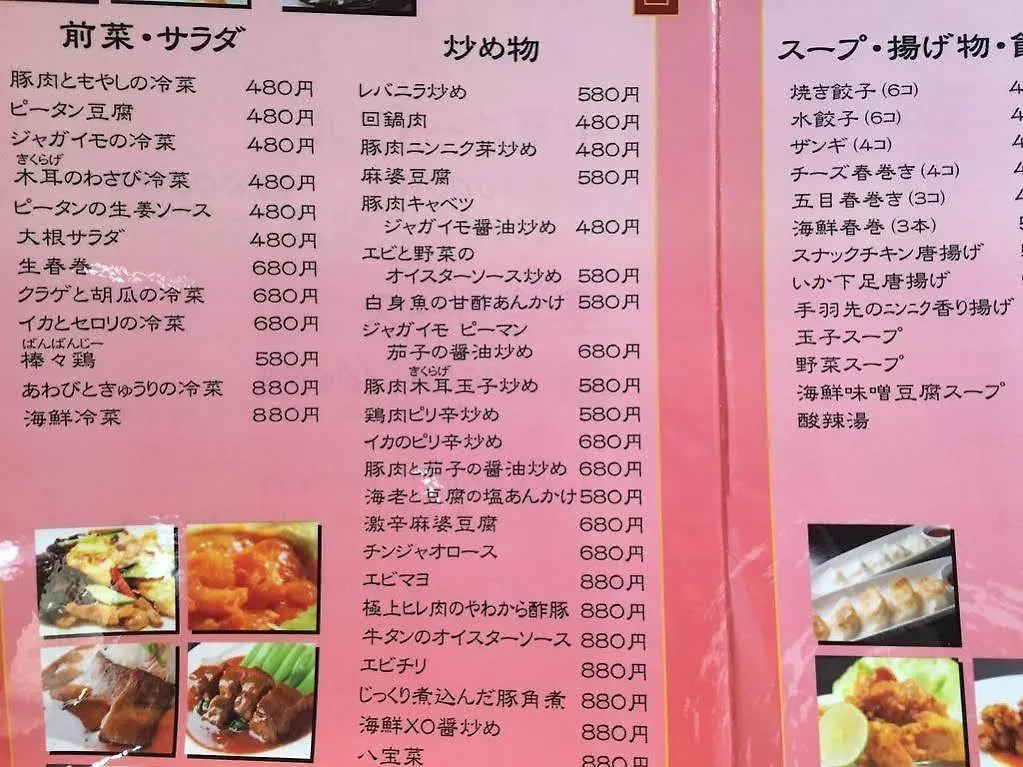 前菜・サラダ
豚肉ともやしの冷菜 480円
ピータン豆腐 480円
ジャガイモの冷菜 480円
きくらげ
木耳のわさび冷菜 480円
ピータンの生姜ソース 480円
大根サラダ 480円
生春巻 680円
クラゲと胡瓜の冷菜 680円
イカとセロリの冷菜 680円
ばんばんじー
棒々鶏 580円
あわびときゅうりの冷菜 880円
海鮮冷菜 880円
炒め物
レバニラ炒め 580円
回鍋肉 480円
豚肉ニンニク芽炒め 480円
麻婆豆腐 580円
豚肉キャベツ
ジャガイモ醤油炒め 480円
エビと野菜の
オイスターソース炒め 580円
白身魚の甘酢あんかけ 580円
ジャガイモ ピーマン
茄子の醤油炒め 680円
きくらげ
豚肉木耳玉子炒め 580円
鶏肉ピリ辛炒め 580円
イカのピリ辛炒め 680円
豚肉と茄子の醤油炒め 680円
海老と豆腐の塩あんかけ 580円
激辛麻婆豆腐 680円
チンジャオロース 680円
エビマヨ 880円
極上ヒレ肉のやわから酢豚 880円
牛タンのオイスターソース 880円
エビチリ 880円
じっくり煮込んだ豚角煮 880円
海鮮XO醤炒め 880円
八宝菜 880円
スープ・揚げ物・
焼き餃子(6コ) 4
水餃子(6コ) 4
ザンギ(4コ) 4
チーズ春巻き(4コ) 4
五目春巻き(3コ) 4
海鮮春巻(3本) 5
スナックチキン唐揚げ
いか下足唐揚げ
手羽先のニンニク香り揚げ
玉子スープ
野菜スープ
海鮮味噌豆腐スープ
酸辣湯